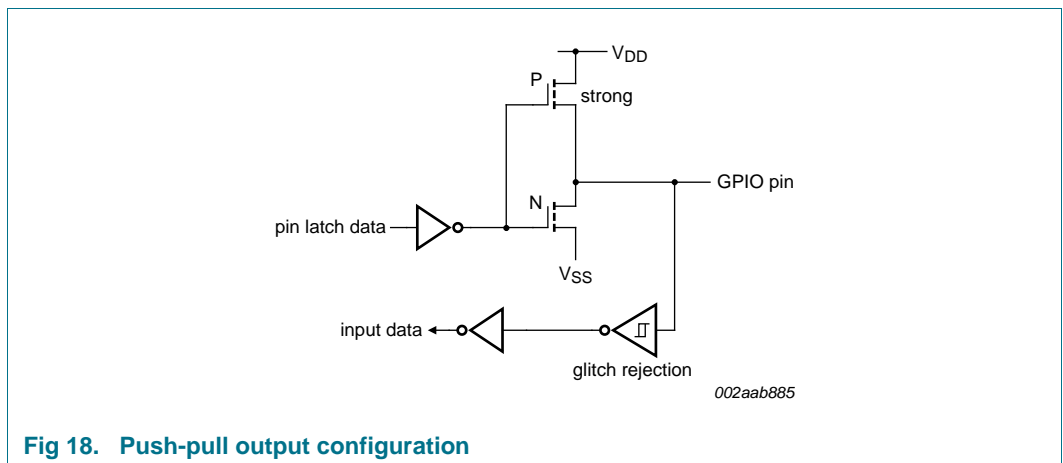 VDD
P
strong
GPIO pin
N
pin latch data
VSS
input data
glitch rejection
002aab885
Fig 18. Push-pull output configuration